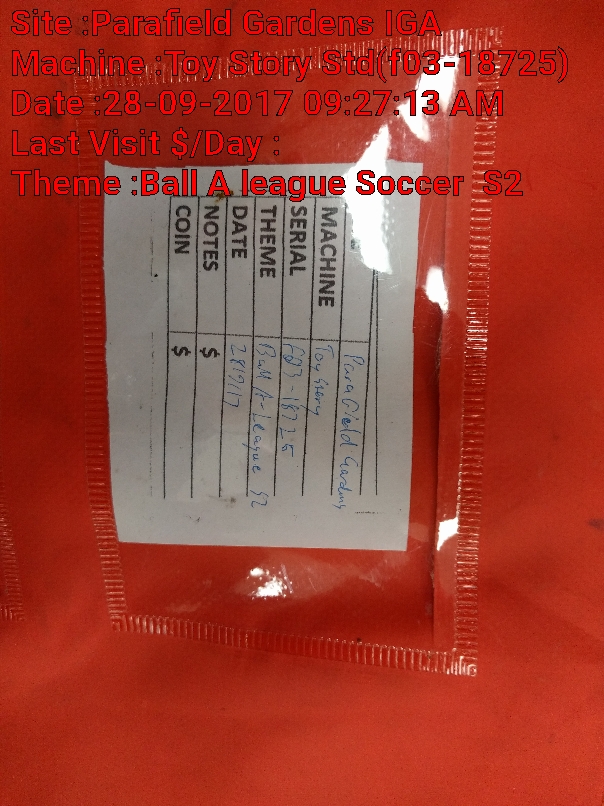 Site :Parafield Gardens IGA
Machine :Toy Story Std(f03-18725)
Date :28-09-2017 09:27:13 AM
Last Visit $/Day :
Theme :Ball A league Soccer  S2
Parafield Gardens
MACHINE Toy Story
SERIAL f03-18725
THEME Ball A-League S2
DATE 28/9/17
NOTES $
COIN $